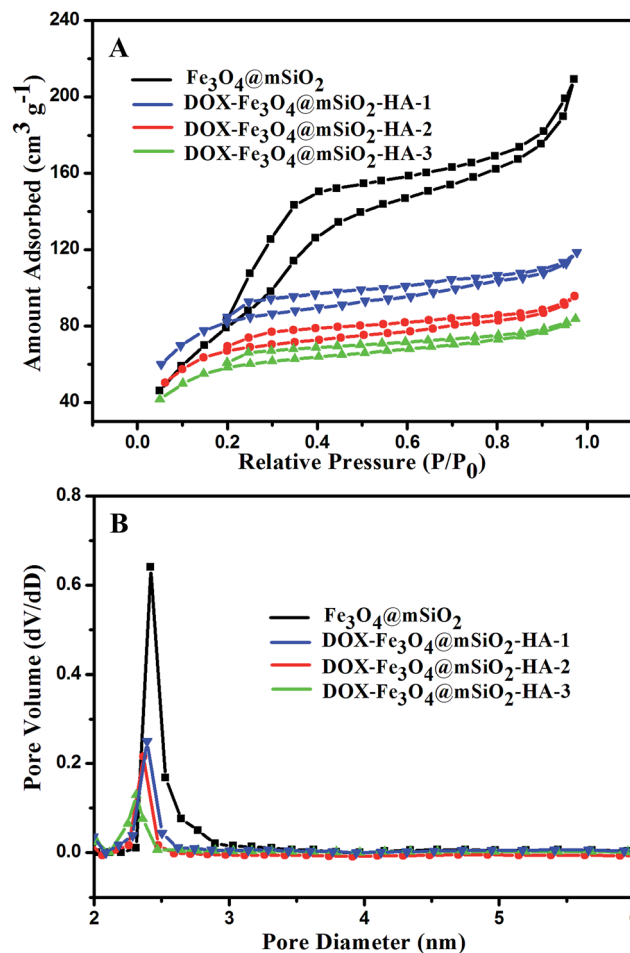 A
Fe3O4@mSiO2
DOX-Fe3O4@mSiO2-HA-1
DOX-Fe3O4@mSiO2-HA-2
DOX-Fe3O4@mSiO2-HA-3
Amount Adsorbed (cm³ g⁻¹)
240
200
160
120
80
40
0.0 0.2 0.4 0.6 0.8 1.0
Relative Pressure (P/P0)
B
Fe3O4@mSiO2
DOX-Fe3O4@mSiO2-HA-1
DOX-Fe3O4@mSiO2-HA-2
DOX-Fe3O4@mSiO2-HA-3
Pore Volume (dV/dD)
0.8
0.6
0.4
0.2
0.0
2 3 4 5
Pore Diameter (nm)